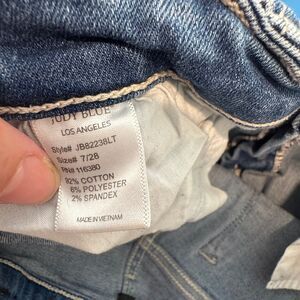 JUDY BLUE
LOS ANGELES
Style# JB82238LT
Size# 7/28
RN# 116380
92% COTTON
6% POLYESTER
2% SPANDEX
MADE IN VIETNAM